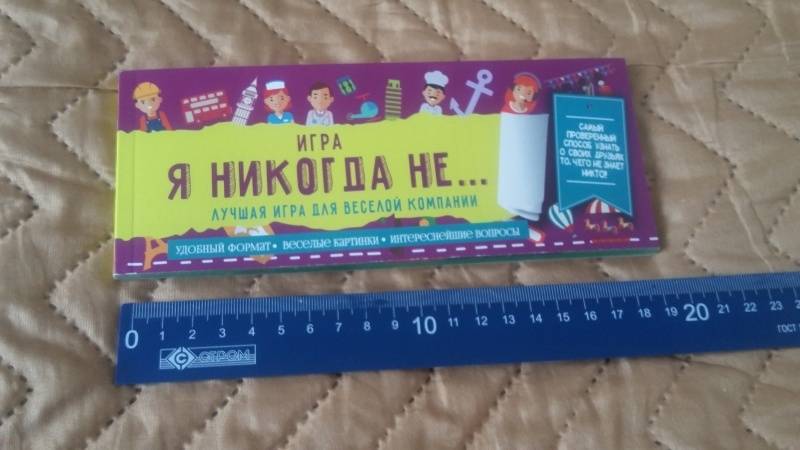 ИГРА
Я НИКОГДА НЕ...
ЛУЧШАЯ ИГРА ДЛЯ ВЕСЕЛОЙ КОМПАНИИ
УДОБНЫЙ ФОРМАТ • ВЕСЕЛЫЕ КАРТИНКИ • ИНТЕРЕСНЕЙШИЕ ВОПРОСЫ
САМЫЙ
ПРОВЕРЕННЫЙ
СПОСОБ УЗНАТЬ
О СВОИХ ДРУЗЬЯХ
ТО, ЧЕГО НЕ ЗНАЕТ
НИКТО!
0 1 2 3 4 5 6 7 8 9 10 11 12 13 14 15 16 17 18 19 20 21 22 23
С СТРОМ
ГОСТ